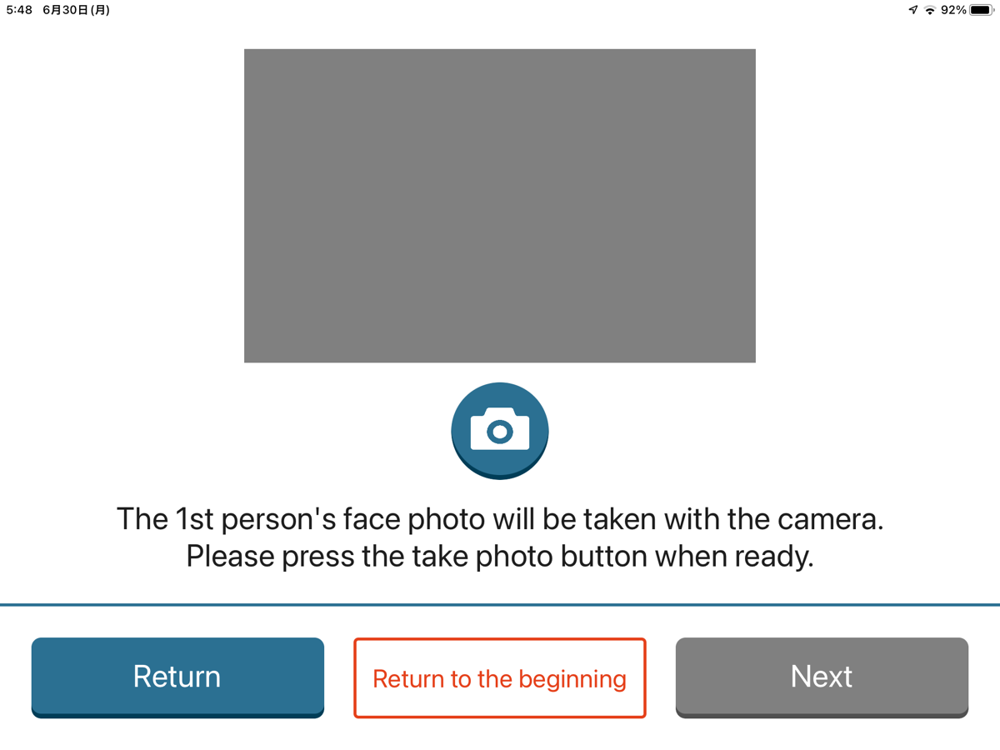 5:48 6月30日(月) 92%
The 1st person's face photo will be taken with the camera.
Please press the take photo button when ready.
Return
Return to the beginning
Next